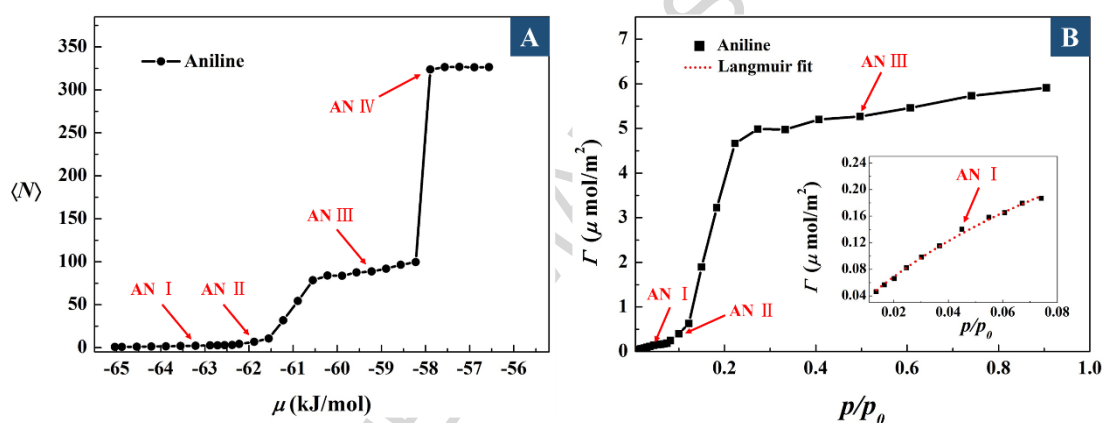 A
350
300
250
200
150
100
50
0
⟨N⟩
Aniline
AN Ⅳ
AN Ⅲ
AN Ⅰ
AN Ⅱ
-65 -64 -63 -62 -61 -60 -59 -58 -57 -56
μ (kJ/mol)
B
7
6
5
4
3
2
1
0
Γ (μ mol/m²)
Aniline
Langmuir fit
AN Ⅲ
AN Ⅰ
AN Ⅱ
0.2 0.4 0.6 0.8 1.0
p/p₀
0.24
0.20
0.16
0.12
0.08
0.04
Γ (μ mol/m²)
AN Ⅰ
0.02 0.04 0.06 0.08
p/p₀